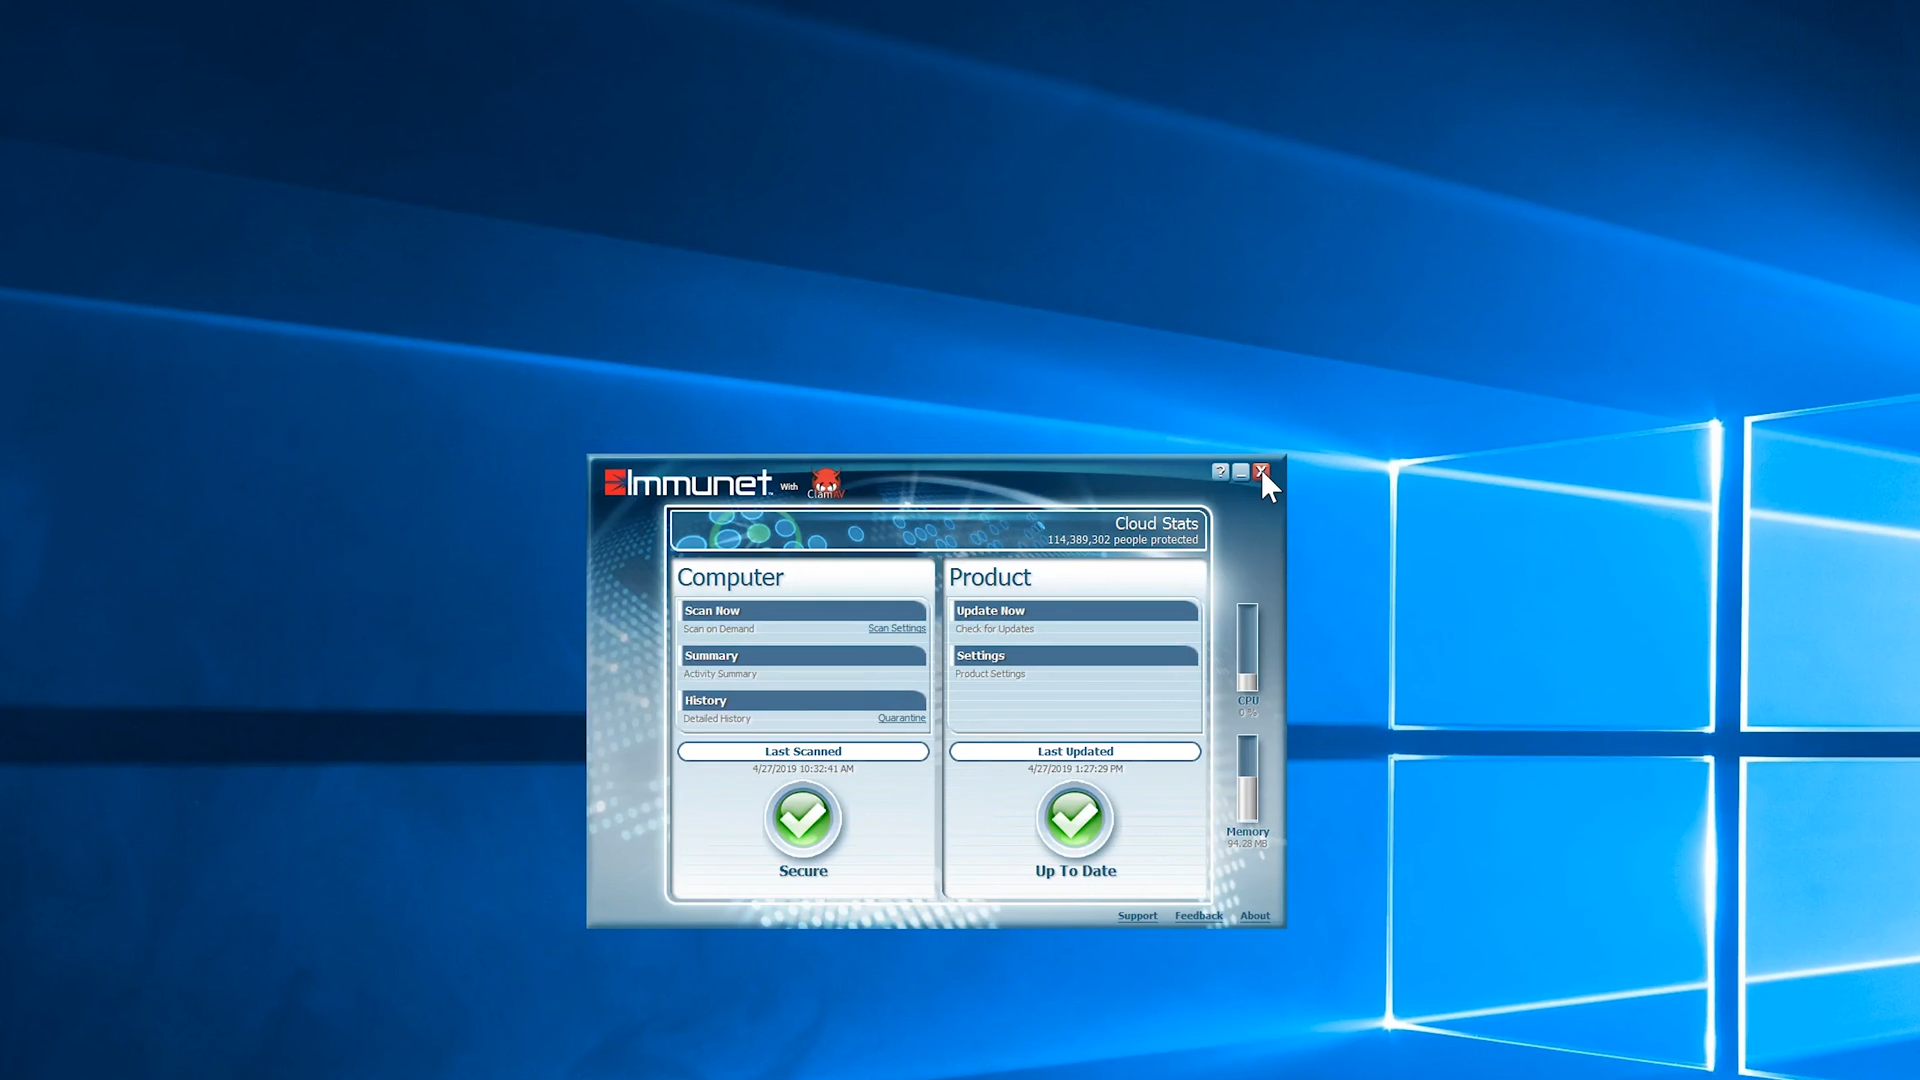 Immunet™ With ClamAV
? _ X
Cloud Stats
114,389,302 people protected
Computer
Scan Now
Scan on Demand Scan Settings
Summary
Activity Summary
History
Detailed History Quarantine
Last Scanned
4/27/2019 10:32:41 AM
Secure
Product
Update Now
Check for Updates
Settings
Product Settings
Last Updated
4/27/2019 1:27:29 PM
Up To Date
CPU
0 %
Memory
94.28 MB
Support Feedback About